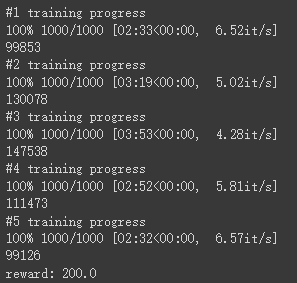 #1 training progress
100% 1000/1000 [02:33<00:00, 6.52it/s]
99853
#2 training progress
100% 1000/1000 [03:19<00:00, 5.02it/s]
130078
#3 training progress
100% 1000/1000 [03:53<00:00, 4.28it/s]
147538
#4 training progress
100% 1000/1000 [02:52<00:00, 5.81it/s]
111473
#5 training progress
100% 1000/1000 [02:32<00:00, 6.57it/s]
99126
reward: 200.0